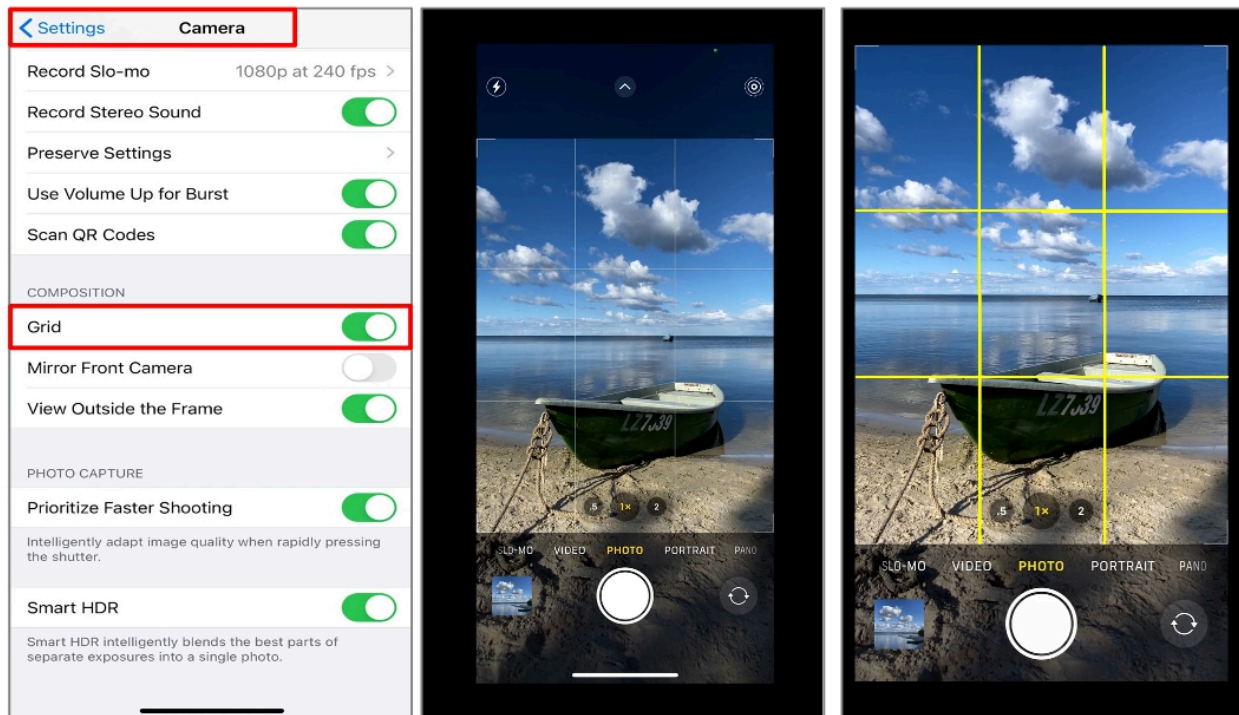 Settings Camera
Record Slo-mo 1080p at 240 fps >
Record Stereo Sound
Preserve Settings >
Use Volume Up for Burst
Scan QR Codes
COMPOSITION
Grid
Mirror Front Camera
View Outside the Frame
PHOTO CAPTURE
Prioritize Faster Shooting
Intelligently adapt image quality when rapidly pressing
the shutter.
Smart HDR
Smart HDR intelligently blends the best parts of
separate exposures into a single photo.
.5 1× 2
SLO-MO VIDEO PHOTO PORTRAIT PANO
.5 1× 2
SLO-MO VIDEO PHOTO PORTRAIT PANO